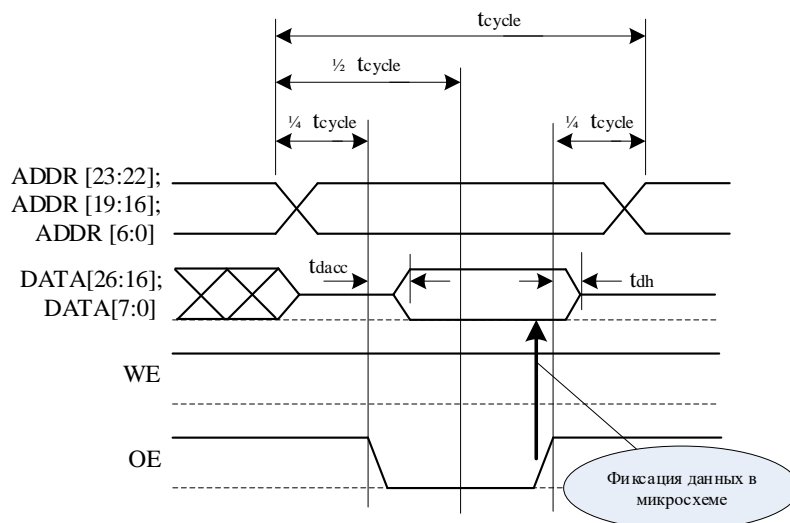 tcycle
½ tcycle
¼ tcycle
¼ tcycle
ADDR [23:22];
ADDR [19:16];
ADDR [6:0]
tdacc
tdh
DATA[26:16];
DATA[7:0]
WE
OE
Фиксация данных в
микросхеме